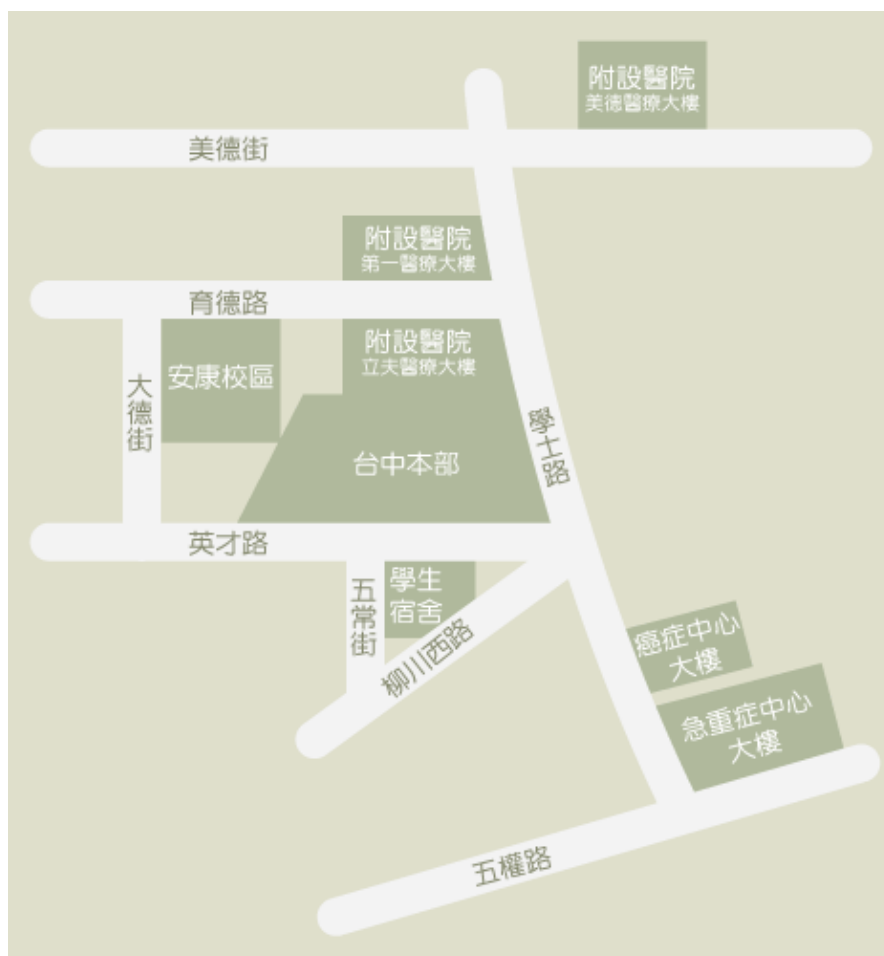 附設醫院
美德醫療大樓
美德街
附設醫院
第一醫療大樓
育德路
附設醫院
立夫醫療大樓
安康校區
大德街
學士路
台中本部
英才路
學生
宿舍
五常街
柳川西路
癌症中心
大樓
急重症中心
大樓
五權路